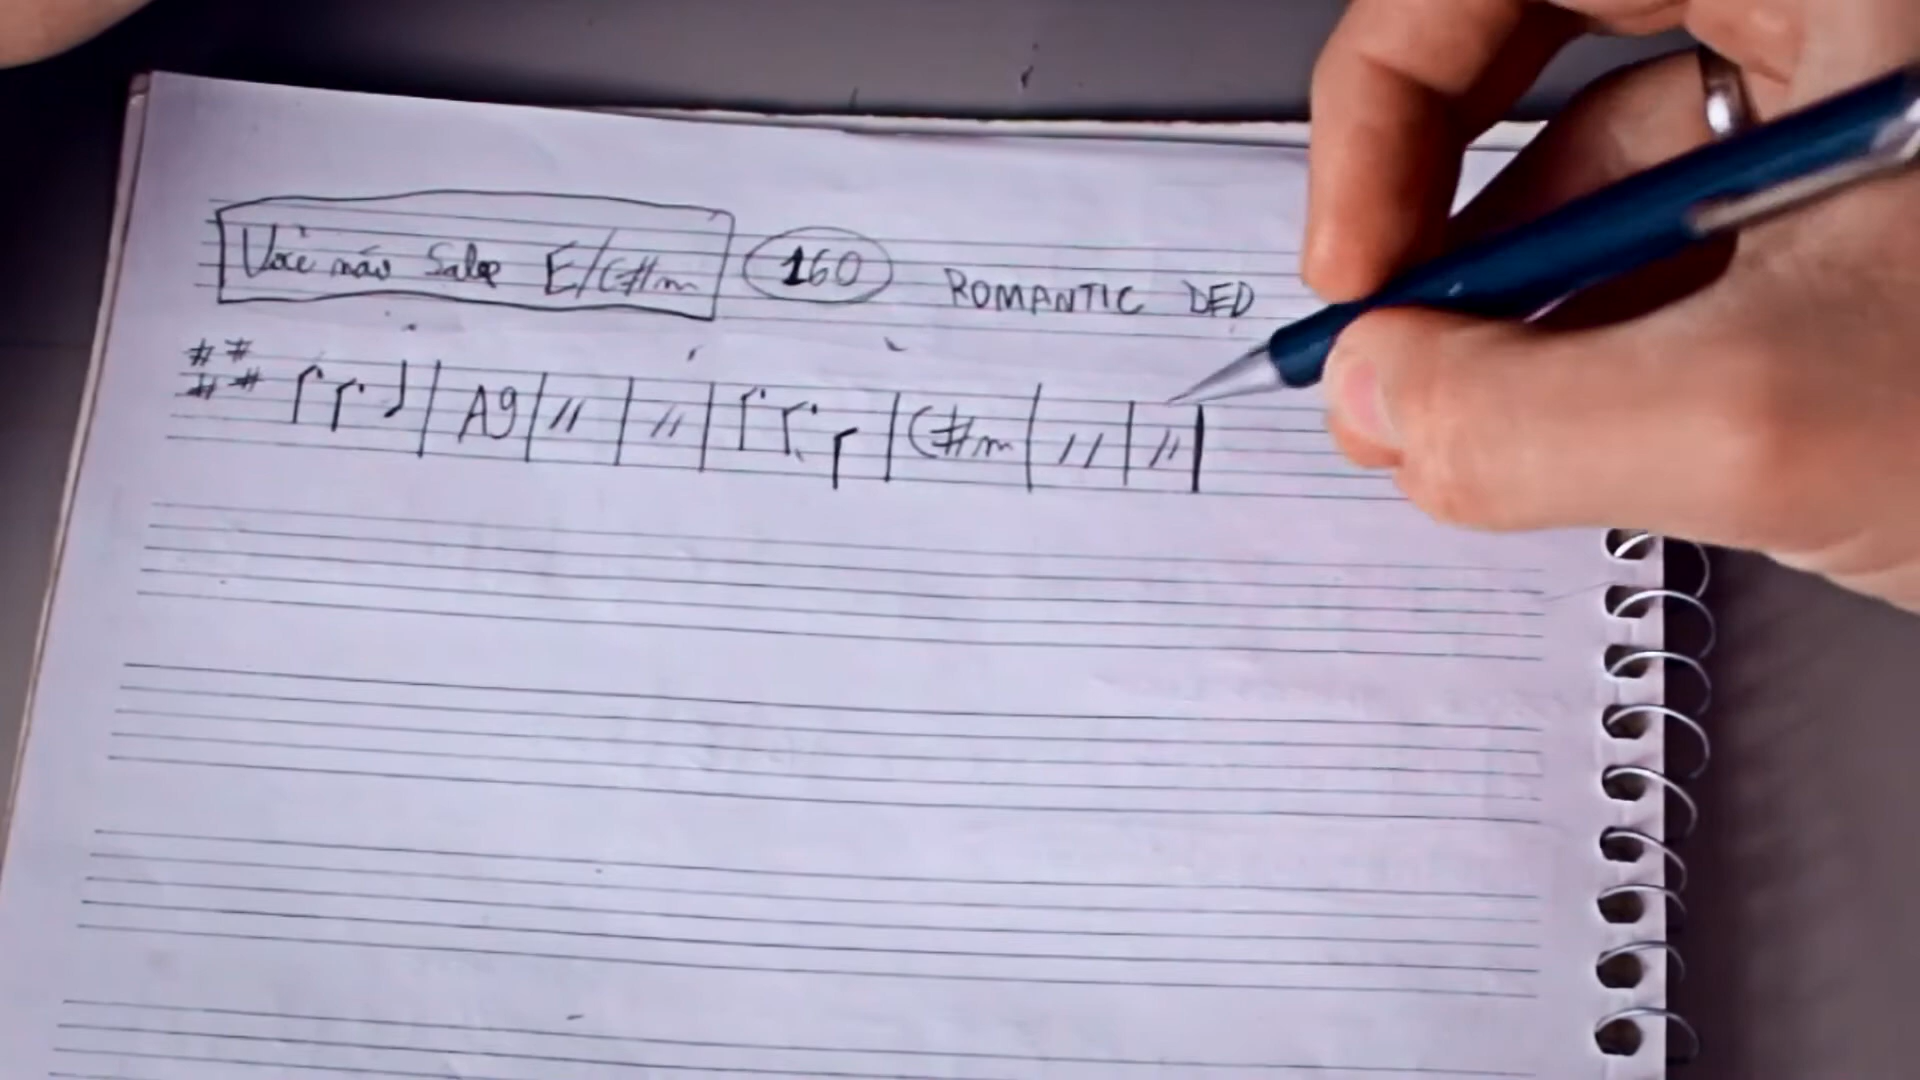 Você não Sabe E/C#m 160 ROMANTIC DED
## ## | A9 | // | // | | C#m | // | // |